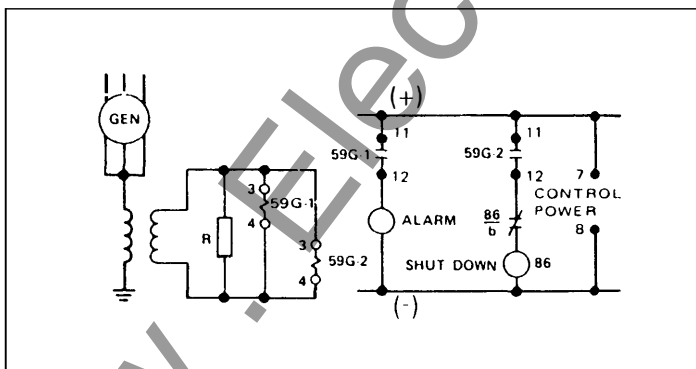 (+)
GEN
11
11
59G-1
59G-2
12
12
7
CONTROL
POWER
8
3
59G-1
4
R
3
59G-2
4
ALARM
86
b
SHUT DOWN
86
(-)
w.Elec